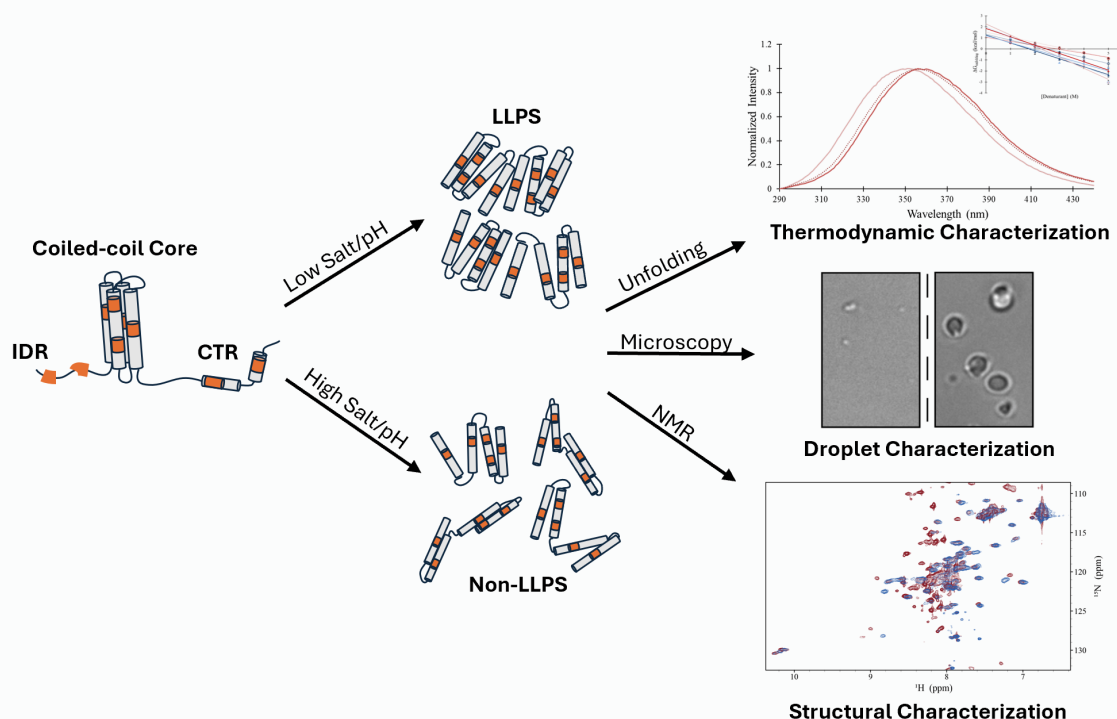 LLPS
Coiled-coil Core
IDR
CTR
Low Salt/pH
High Salt/pH
Non-LLPS
Unfolding
Microscopy
NMR
Normalized Intensity
1.2
1
0.8
0.6
0.4
0.2
0
290
310
330
350
370
390
410
430
Wavelength (nm)
[Denaturant] (M)
Thermodynamic Characterization
Droplet Characterization
110
115
120
125
130
10
9
8
7
¹H (ppm)
Structural Characterization